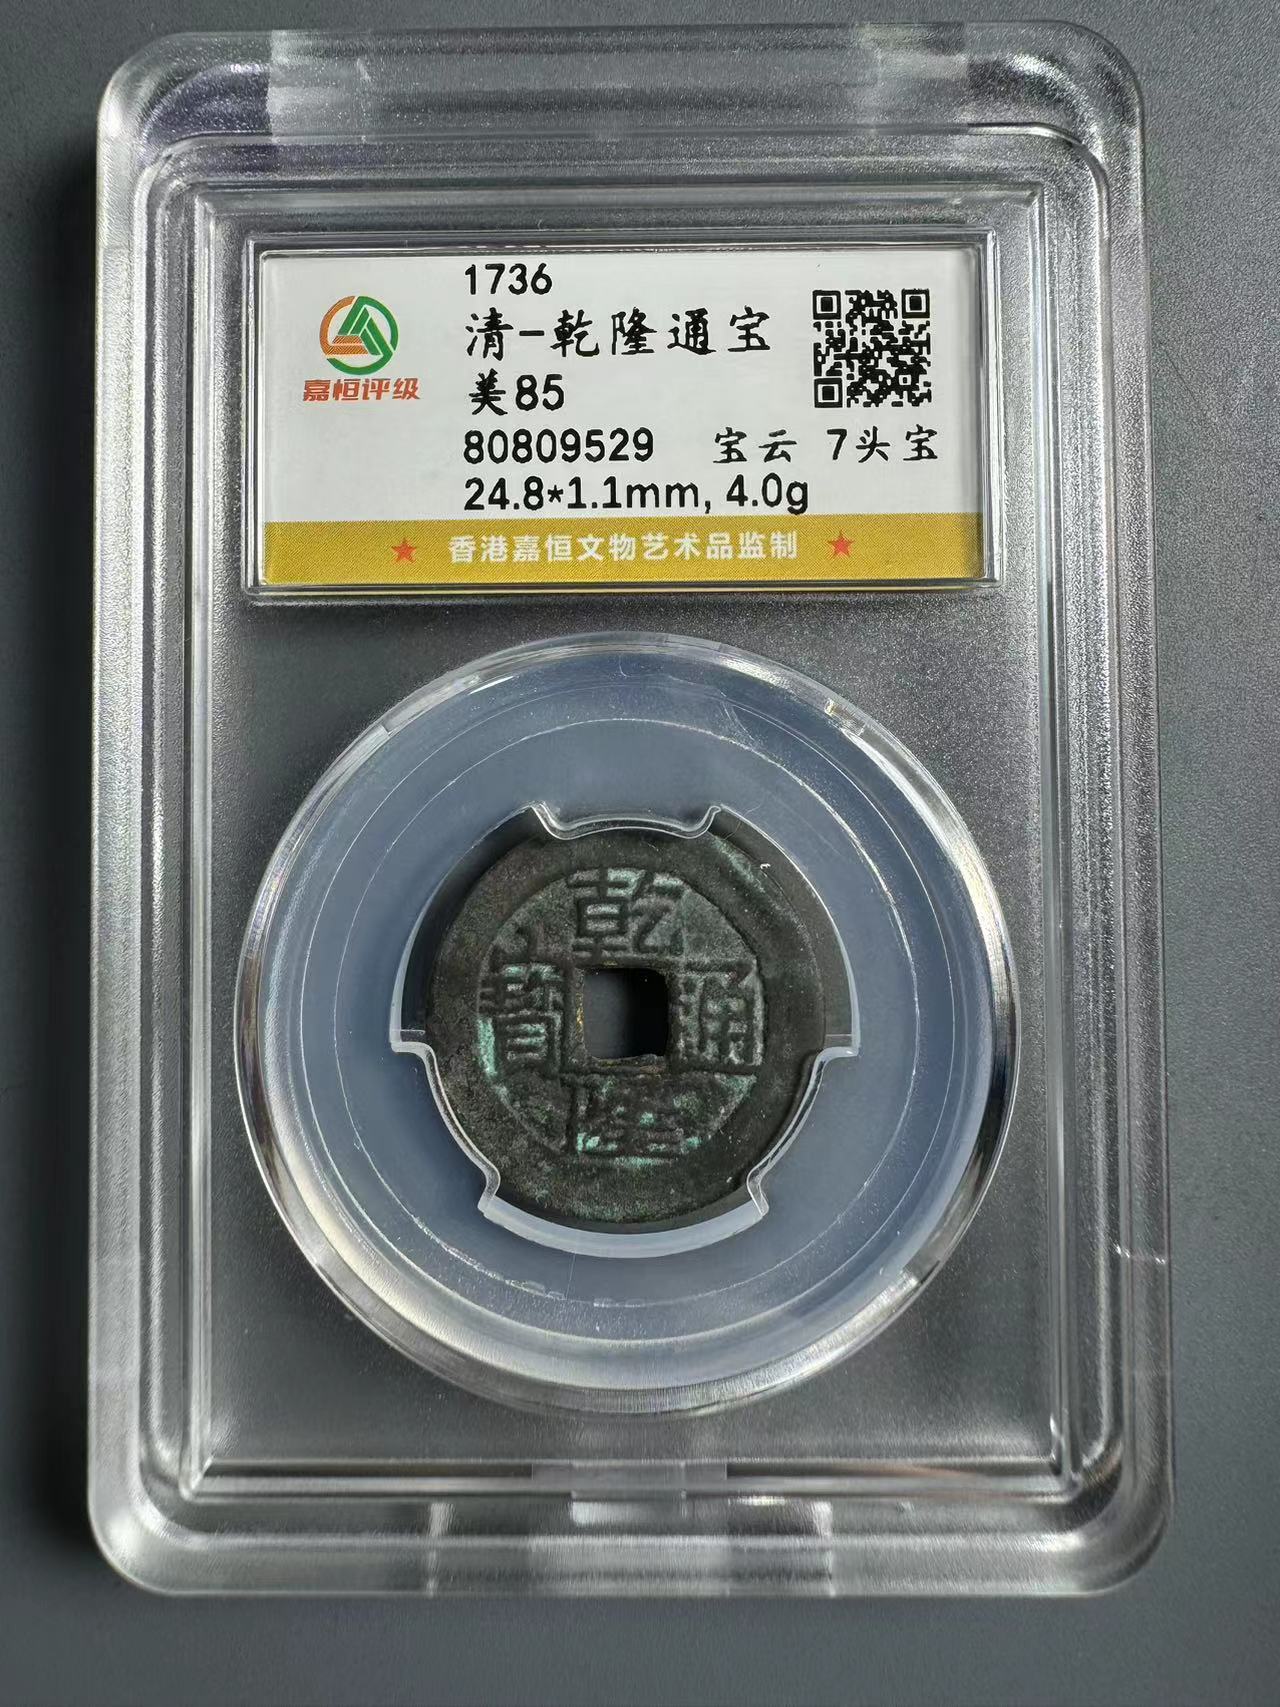 1736
清-乾隆通宝
美85
80809529 宝云 7头宝
24.8*1.1mm, 4.0g
嘉恒评级
★ 香港嘉恒文物艺术品监制 ★
乾
寳 通
隆